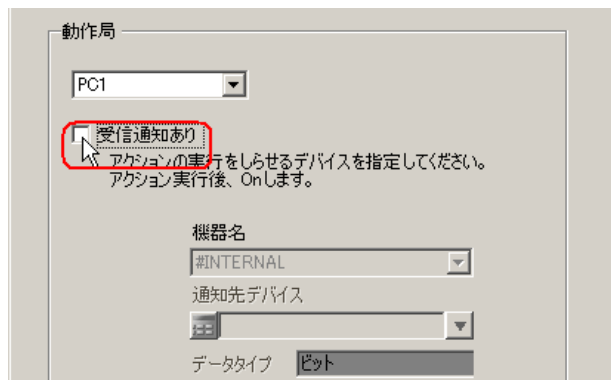 動作局
PC1
受信通知あり
アクションの実行をしらせるデバイスを指定してください。
アクション実行後、Onします。
機器名
#INTERNAL
通知先デバイス
データタイプ ビット